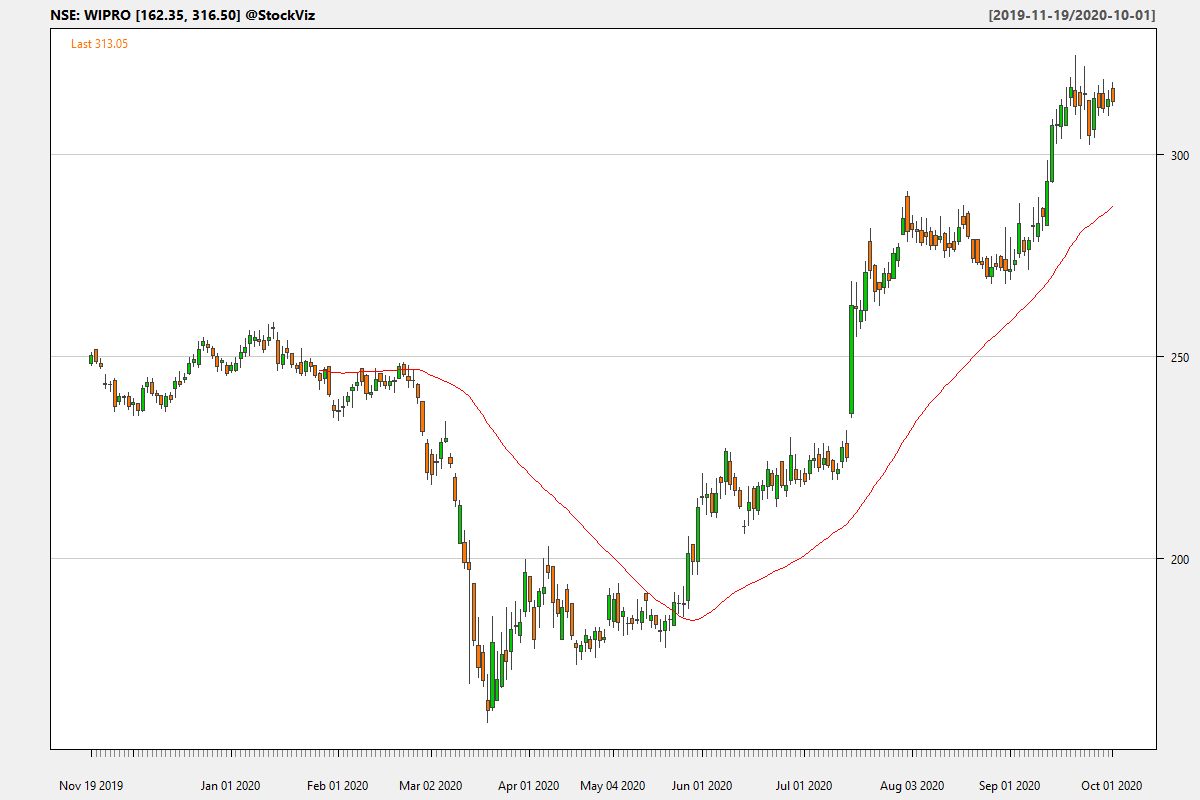 NSE: WIPRO [162.35, 316.50] @StockViz
[2019-11-19/2020-10-01]
Last 313.05
300
250
200
Nov 19 2019
Jan 01 2020
Feb 01 2020
Mar 02 2020
Apr 01 2020
May 04 2020
Jun 01 2020
Jul 01 2020
Aug 03 2020
Sep 01 2020
Oct 01 2020